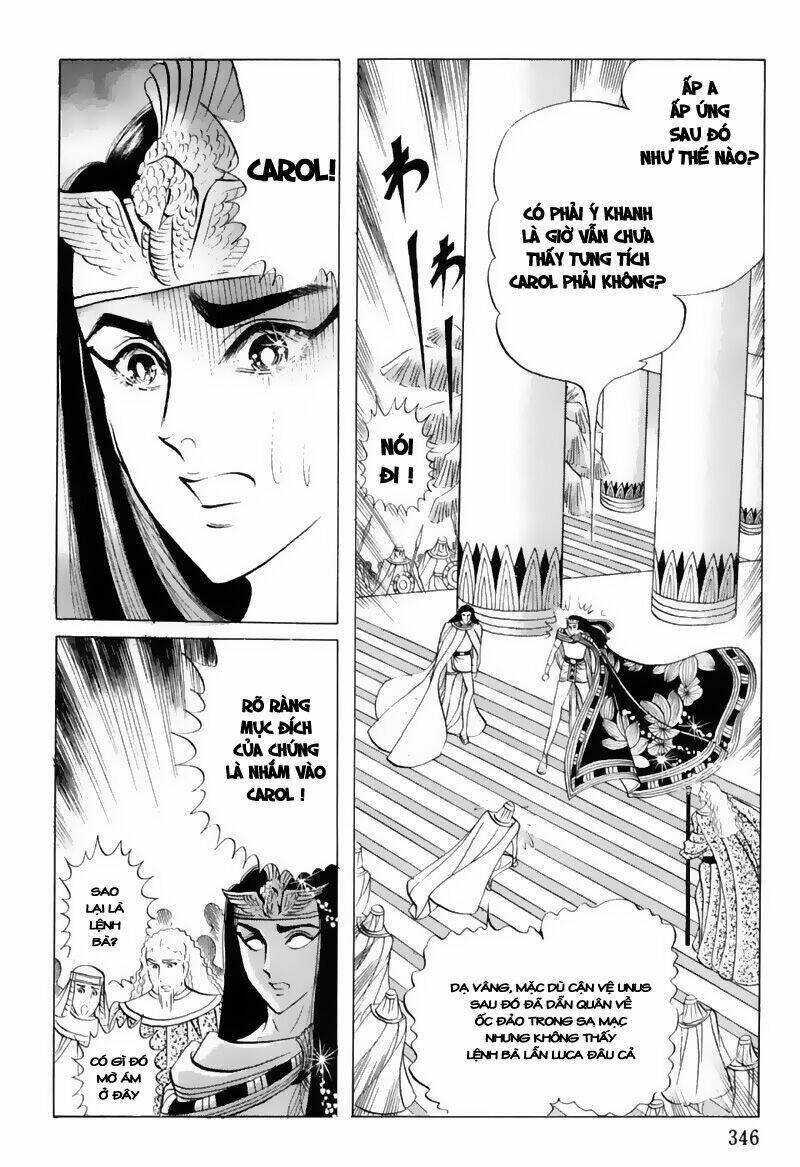 ẤP A
ẤP ỨNG
SAU ĐÓ
NHƯ THẾ NÀO?
CÓ PHẢI Ý KHANH
LÀ GIỜ VẪN CHƯA
THẤY TUNG TÍCH
CAROL PHẢI KHÔNG?
わ
わ
ー
ー
NÓI
ĐI !
CAROL!
DẠ VÂNG, MẶC DÙ CẬN VỆ UNUS
SAU ĐÓ ĐÃ DẪN QUÂN VỀ
ỐC ĐẢO TRONG SA MẠC
NHƯNG KHÔNG THẤY
LỆNH BÀ LẪN LUCA ĐÂU CẢ
RÕ RÀNG
MỤC ĐÍCH
CỦA CHÚNG
LÀ NHẮM VÀO
CAROL !
SAO
LẠI LÀ
LỆNH
BÀ?
CÓ GÌ ĐÓ
MỜ ÁM
Ở ĐÂY
346